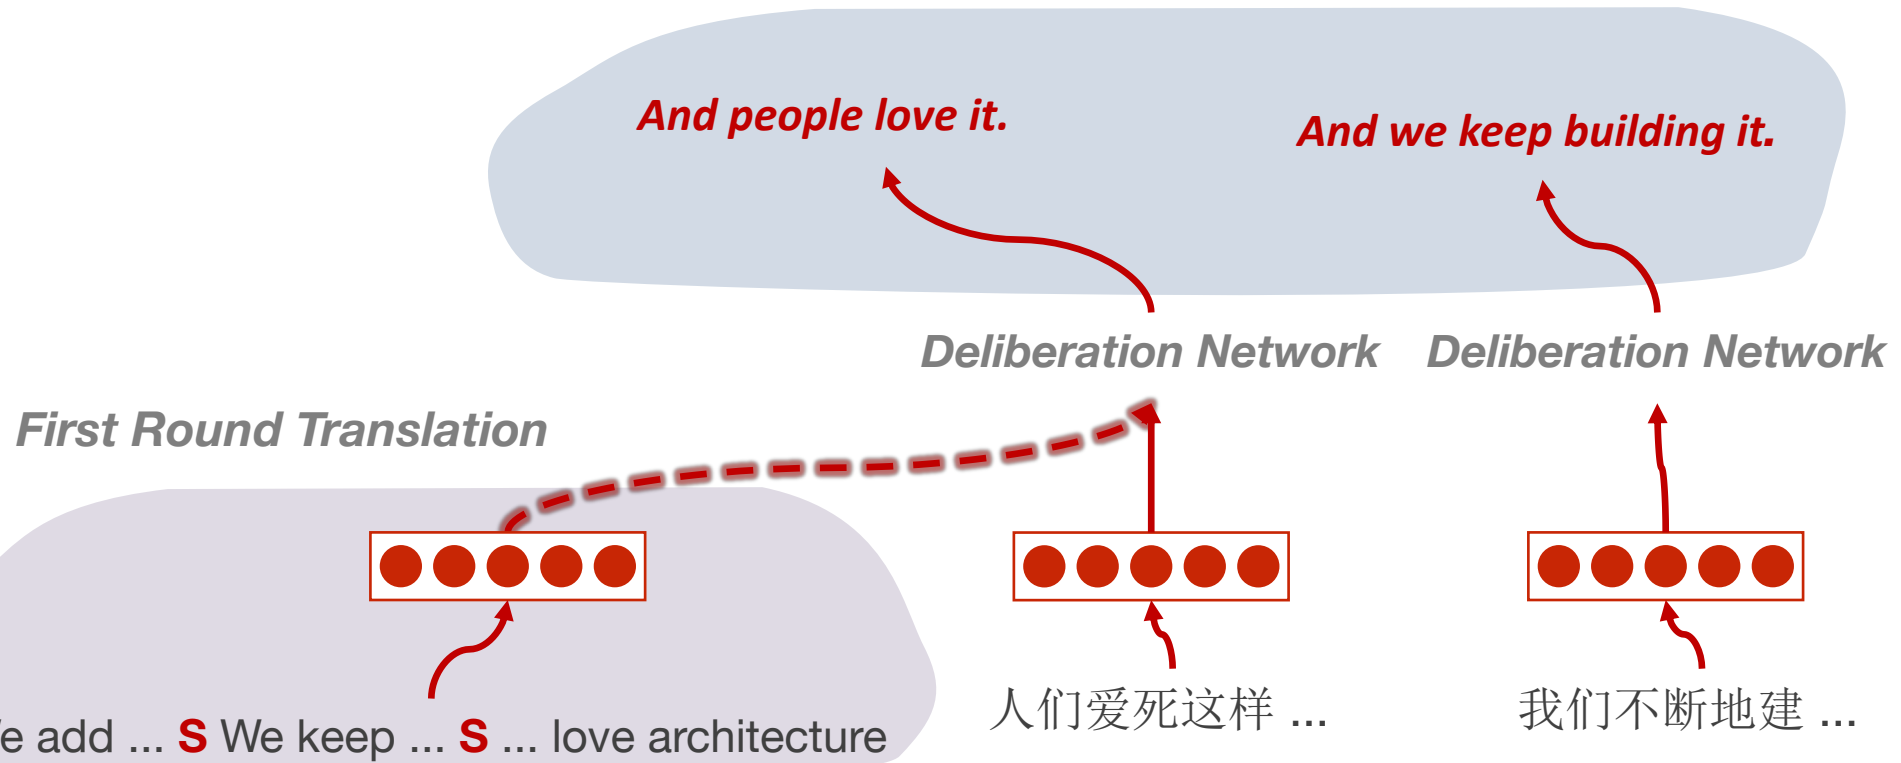 And people love it.
And we keep building it.
Deliberation Network
Deliberation Network
First Round Translation
e add ... S We keep ... S ... love architecture
人们爱死这样 ...
我们不断地建 ...